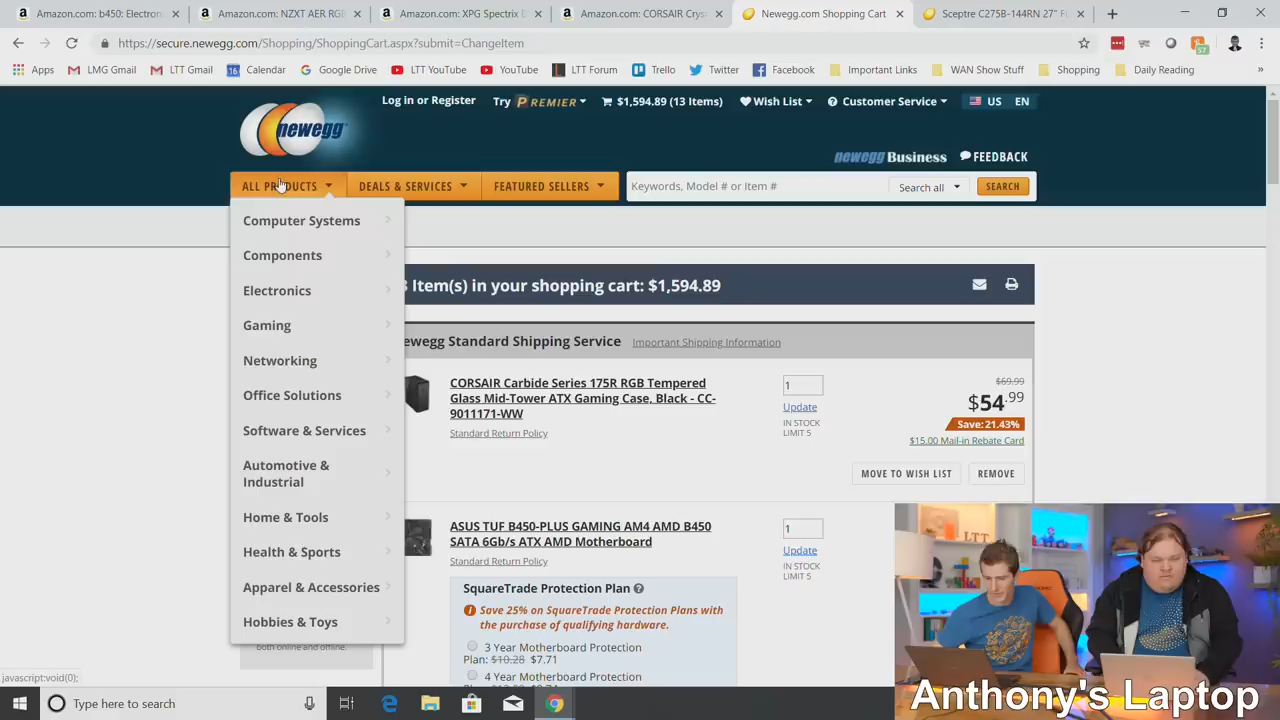 Amazon.com: b450: Electron
Amazon.com: NZXT AER RGB
Amazon.com: XPG Spectrix D
Amazon.com: CORSAIR Cryst
Newegg.com Shopping Cart
Sceptre C275B-144RN 27" F
https://secure.newegg.com/Shopping/ShoppingCart.aspx?submit=ChangeItem
57
Apps
LMG Gmail
LTT Gmail
16 Calendar
Google Drive
LTT YouTube
YouTube
LTT Forum
Trello
Twitter
Facebook
Important Links
WAN Show Stuff
Shopping
Daily Reading
»
newegg
Log in or Register
Try PREMIER
$1,594.89 (13 Items)
Wish List
Customer Service
US EN
newegg Business
FEEDBACK
ALL PRODUCTS
DEALS & SERVICES
FEATURED SELLERS
Keywords, Model # or Item #
Search all
SEARCH
Computer Systems
Components
Electronics
Gaming
Networking
Office Solutions
Software & Services
Automotive &
Industrial
Home & Tools
Health & Sports
Apparel & Accessories
Hobbies & Toys
both online and offline.
3 Item(s) in your shopping cart: $1,594.89
ewegg Standard Shipping Service
Important Shipping Information
CORSAIR Carbide Series 175R RGB Tempered
Glass Mid-Tower ATX Gaming Case, Black - CC-
9011171-WW
Standard Return Policy
1
Update
IN STOCK
LIMIT 5
$69.99
$54.99
Save: 21.43%
$15.00 Mail-in Rebate Card
MOVE TO WISH LIST
REMOVE
ASUS TUF B450-PLUS GAMING AM4 AMD B450
SATA 6Gb/s ATX AMD Motherboard
Standard Return Policy
1
Update
IN STOCK
LIMIT 5
SquareTrade Protection Plan
Save 25% on SquareTrade Protection Plans with
the purchase of qualifying hardware.
3 Year Motherboard Protection
Plan: $10.28 $7.71
4 Year Motherboard Protection
javascript:void(0);
Type here to search
Anthony's Laptop